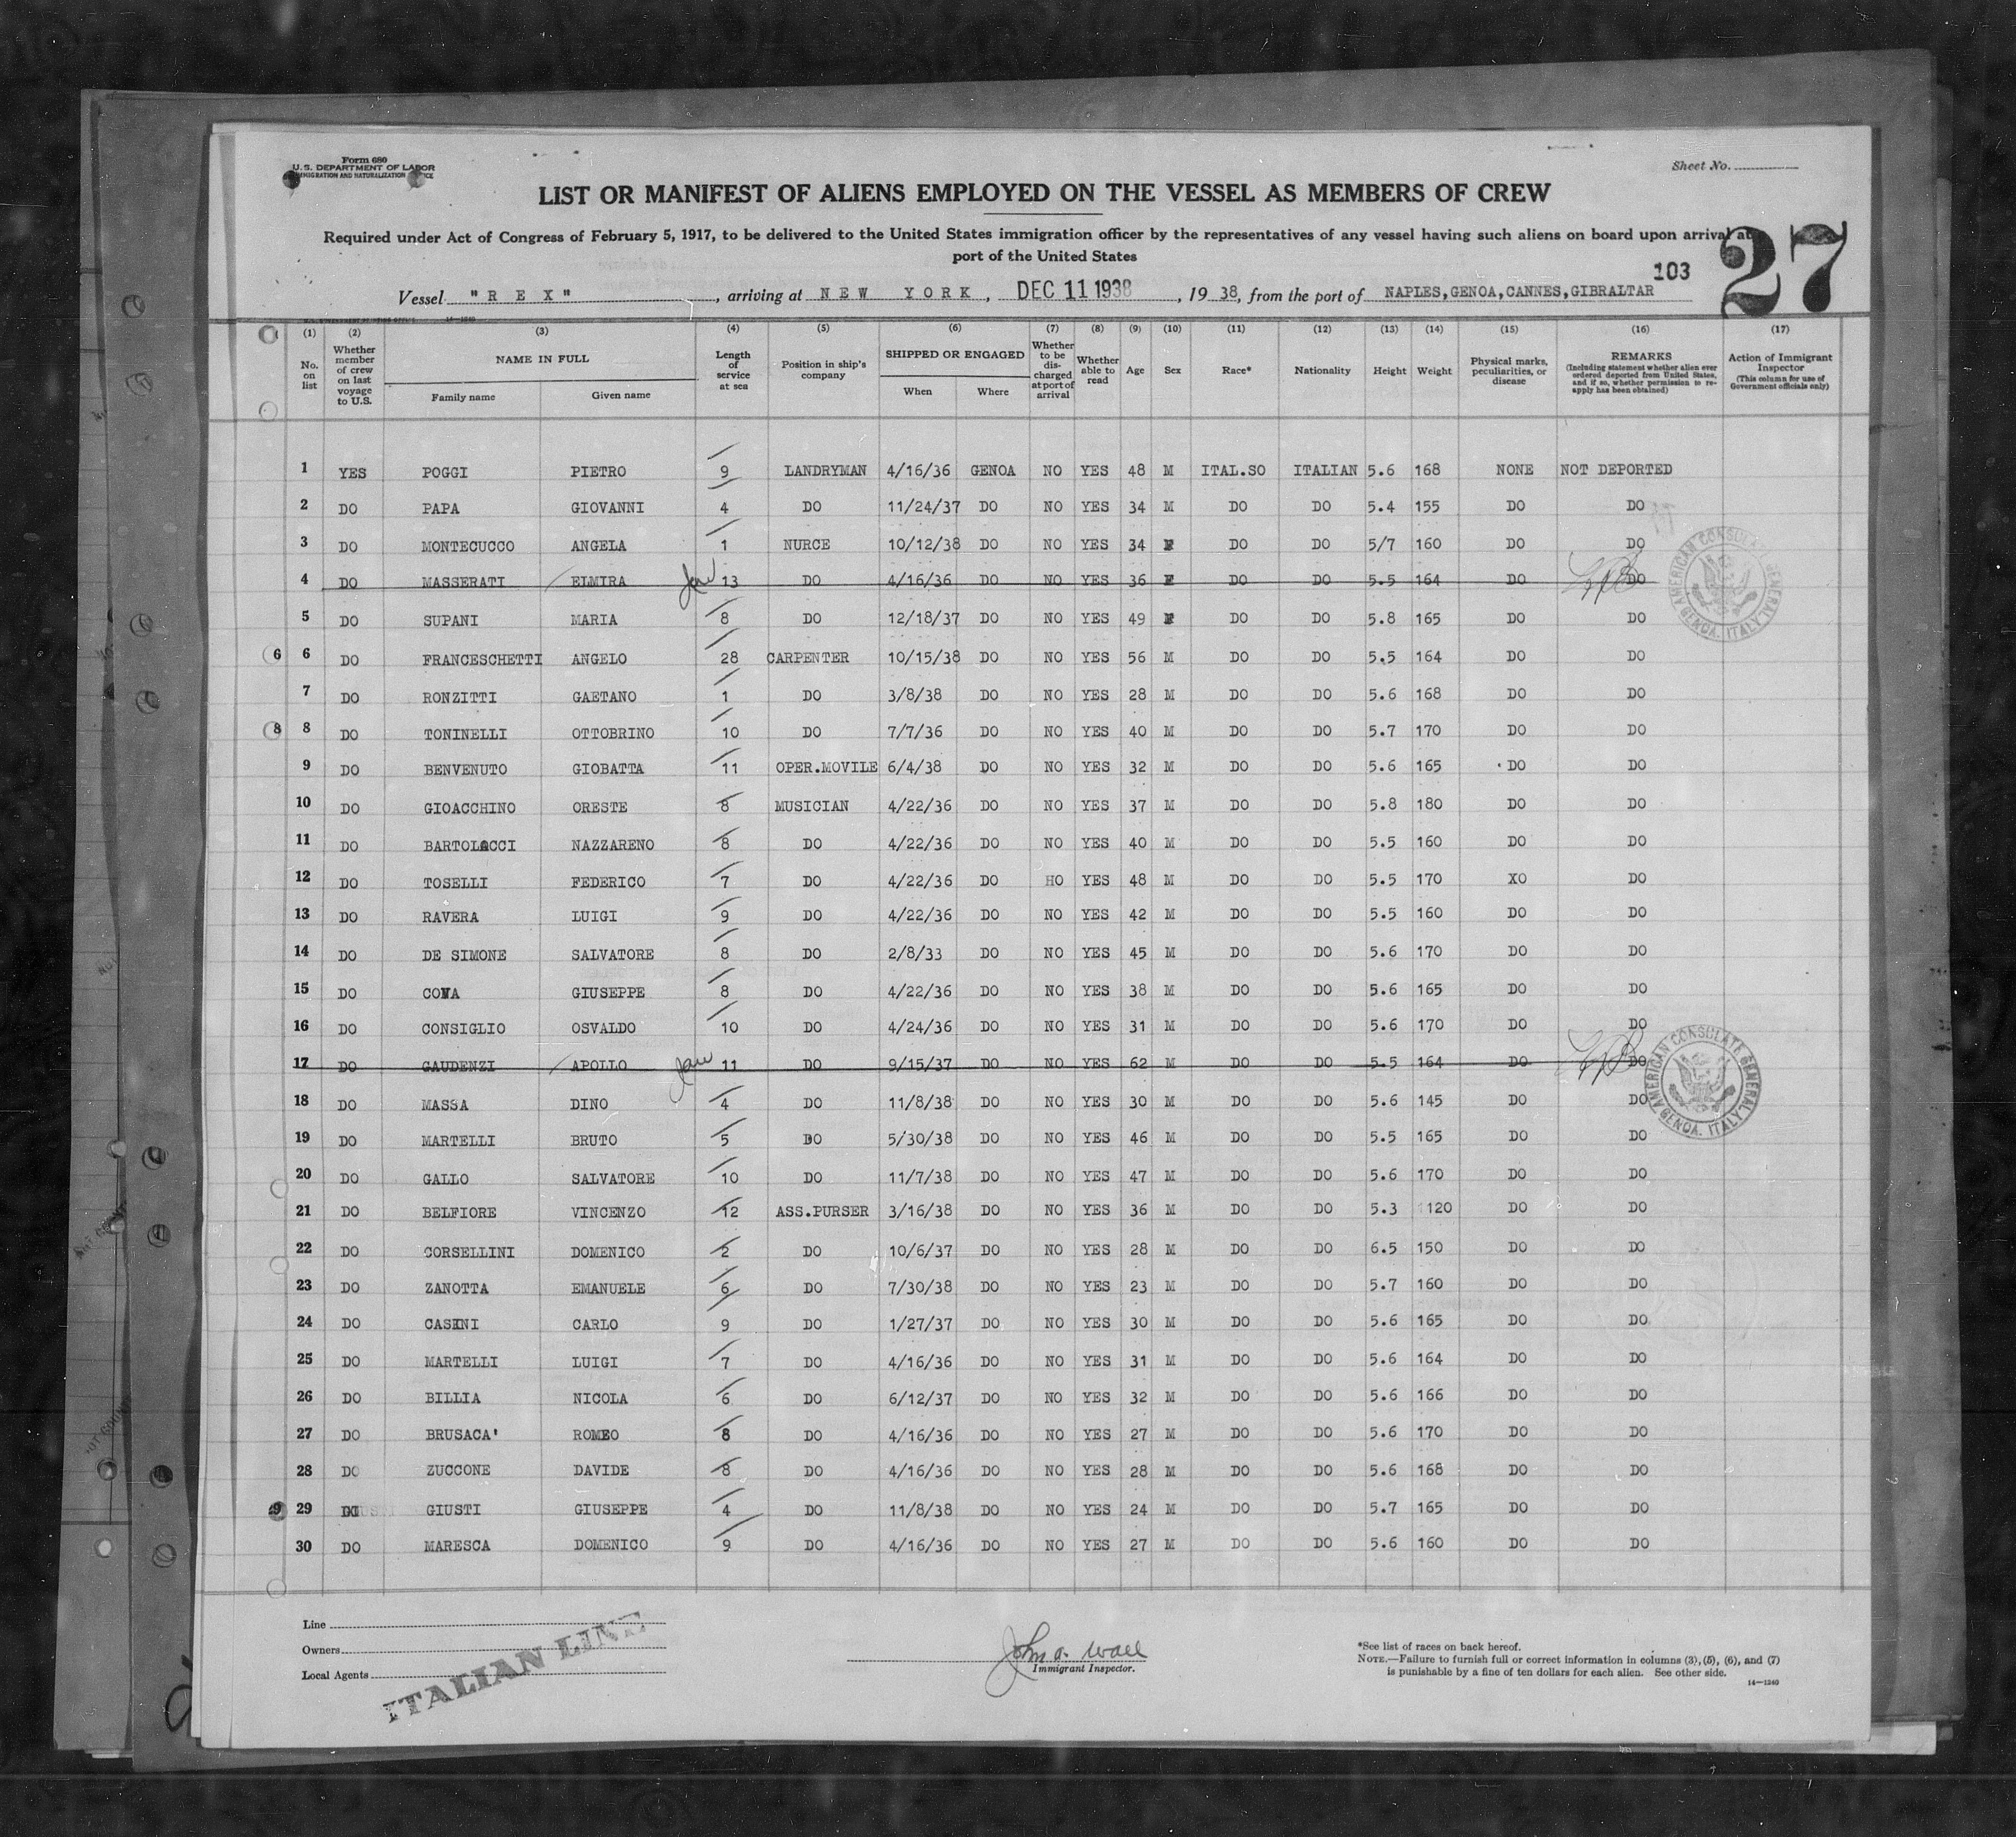 Form 680
U.S. DEPARTMENT OF LABOR
IMMIGRATION AND NATURALIZATION
Sheet No.
LIST OR MANIFEST OF ALIENS EMPLOYED ON THE VESSEL AS MEMBERS OF CREW
Required under Act of Congress of February 5, 1917, to be delivered to the United States immigration officer by the representatives of any vessel having such aliens on board upon arrival at
port of the United States
27
103
Vessel "REX", arriving at NEW YORK, DEC 11 1938, 1938, from the port of NAPLES,GENOA,CANNES,GIBRALTAR
(1) (2) (3) (4) (5) (6) (7) (8) (9) (10) (11) (12) (13) (14) (15) (16) (17)
No. on list
Whether member of crew on last voyage to U.S.
NAME IN FULL
Family name Given name
Length of service at sea
Position in ship's company
SHIPPED OR ENGAGED
When Where
Whether to be discharged at port of arrival
Whether able to read
Age Sex Race* Nationality Height Weight
Physical marks, peculiarities, or disease
REMARKS
(Including statement whether alien ever ordered deported from United States, and if so, whether permission to reapply has been obtained)
Action of Immigrant Inspector
(This column for use of Government officials only)
1 YES POGGI PIETRO 9 LANDRYMAN 4/16/36 GENOA NO YES 48 M ITAL.SO ITALIAN 5.6 168 NONE NOT DEPORTED
2 DO PAPA GIOVANNI 4 DO 11/24/37 DO NO YES 34 M DO DO 5.4 155 DO DO
3 DO MONTECUCCO ANGELA 1 NURCE 10/12/38 DO NO YES 34 F DO DO 5/7 160 DO DO
4 DO MASSERATI ELMIRA 13 DO 4/16/36 DO NO YES 36 F DO DO 5.5 164 DO DO
5 DO SUPANI MARIA 8 DO 12/18/37 DO NO YES 49 F DO DO 5.8 165 DO DO
6 6 DO FRANCESCHETTI ANGELO 28 CARPENTER 10/15/38 DO NO YES 56 M DO DO 5.5 164 DO DO
7 DO RONZITTI GAETANO 1 DO 3/8/38 DO NO YES 28 M DO DO 5.6 168 DO DO
8 8 DO TONINELLI OTTOBRINO 10 DO 7/7/36 DO NO YES 40 M DO DO 5.7 170 DO DO
9 DO BENVENUTO GIOBATTA 11 OPER.MOVILE 6/4/38 DO NO YES 32 M DO DO 5.6 165 DO DO
10 DO GIOACCHINO ORESTE 8 MUSICIAN 4/22/36 DO NO YES 37 M DO DO 5.8 180 DO DO
11 DO BARTOLACCI NAZZARENO 8 DO 4/22/36 DO NO YES 40 M DO DO 5.5 160 DO DO
12 DO TOSELLI FEDERICO 7 DO 4/22/36 DO HO YES 48 M DO DO 5.5 170 XO DO
13 DO RAVERA LUIGI 9 DO 4/22/36 DO NO YES 42 M DO DO 5.5 160 DO DO
14 DO DE SIMONE SALVATORE 8 DO 2/8/33 DO NO YES 45 M DO DO 5.6 170 DO DO
15 DO GIUSEPPE 8 DO 4/22/36 DO NO YES 38 M DO DO 5.6 165 DO DO
16 DO CONSIGLIO OSVALDO 10 DO 4/24/36 DO NO YES 31 M DO DO 5.6 170 DO DO
17 DO GAUDENZI APOLLO 11 DO 9/15/37 DO NO YES 62 M DO DO 5.5 164 DO DO
18 DO MASSA DINO 4 DO 11/8/38 DO NO YES 30 M DO DO 5.6 145 DO DO
19 DO MARTELLI BRUTO 5 DO 5/30/38 DO NO YES 46 M DO DO 5.5 165 DO DO
20 DO GALLO SALVATORE 10 DO 11/7/38 DO NO YES 47 M DO DO 5.6 170 DO DO
21 DO BELFIORE VINCENZO 12 ASS.PURSER 3/16/38 DO NO YES 36 M DO DO 5.3 120 DO DO
22 DO CORSELLINI DOMENICO 2 DO 10/6/37 DO NO YES 28 M DO DO 6.5 150 DO DO
23 DO ZANOTTA EMANUELE 6 DO 7/30/38 DO NO YES 23 M DO DO 5.7 160 DO DO
24 DO CASINI CARLO 9 DO 1/27/37 DO NO YES 30 M DO DO 5.6 165 DO DO
25 DO MARTELLI LUIGI 7 DO 4/16/36 DO NO YES 31 M DO DO 5.6 164 DO DO
26 DO BILLIA NICOLA 6 DO 6/12/37 DO NO YES 32 M DO DO 5.6 166 DO DO
27 DO BRUSACA' ROMEO 8 DO 4/16/36 DO NO YES 27 M DO DO 5.6 170 DO DO
28 DO ZUCCONE DAVIDE 8 DO 4/16/36 DO NO YES 28 M DO DO 5.6 168 DO DO
29 DO GIUSTI GIUSEPPE 4 DO 11/8/38 DO NO YES 24 M DO DO 5.7 165 DO DO
30 DO MARESCA DOMENICO 9 DO 4/16/36 DO NO YES 27 M DO DO 5.6 160 DO DO
AMERICAN CONSULATE GENERAL GENOA, ITALY
AMERICAN CONSULATE GENERAL GENOA, ITALY
Line
Owners
Local Agents
ITALIAN LINE
John A. Wall
Immigrant Inspector.
*See list of races on back hereof.
NOTE.—Failure to furnish full or correct information in columns (3), (5), (6), and (7)
is punishable by a fine of ten dollars for each alien. See other side.
14—1240